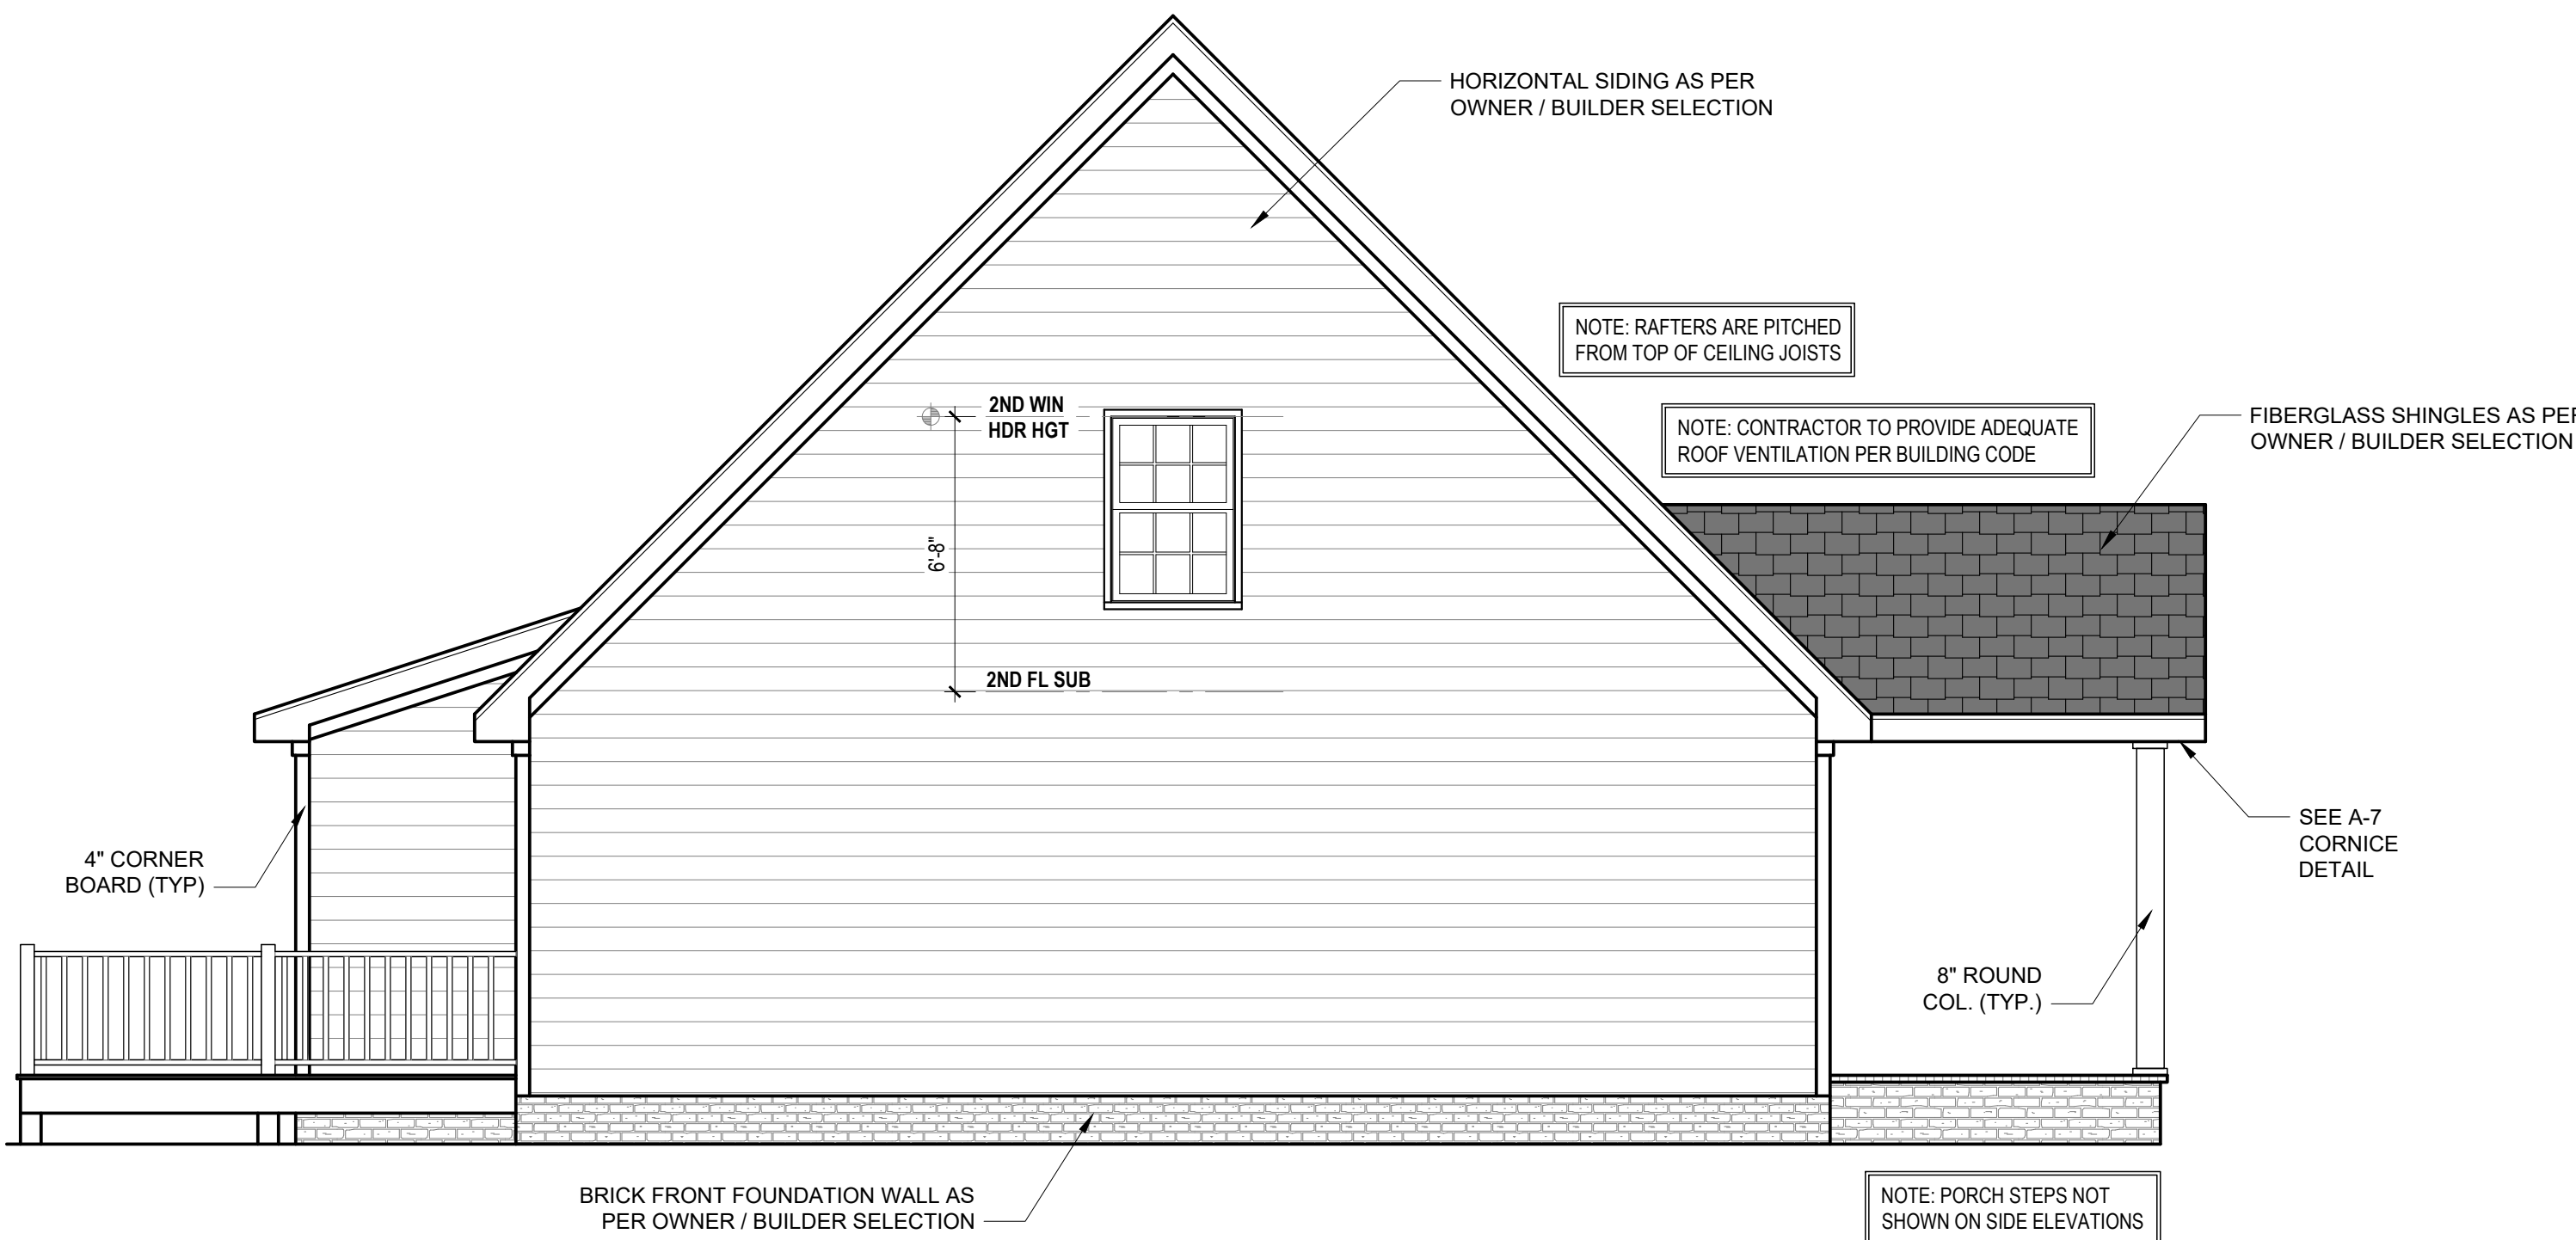 HORIZONTAL SIDING AS PER
OWNER / BUILDER SELECTION
NOTE: RAFTERS ARE PITCHED
FROM TOP OF CEILING JOISTS
2ND WIN
HDR HGT
NOTE: CONTRACTOR TO PROVIDE ADEQUATE
ROOF VENTILATION PER BUILDING CODE
FIBERGLASS SHINGLES AS PER
OWNER / BUILDER SELECTION
6'-8"
2ND FL SUB
4" CORNER
BOARD (TYP)
SEE A-7
CORNICE
DETAIL
8" ROUND
COL. (TYP.)
BRICK FRONT FOUNDATION WALL AS
PER OWNER / BUILDER SELECTION
NOTE: PORCH STEPS NOT
SHOWN ON SIDE ELEVATIONS